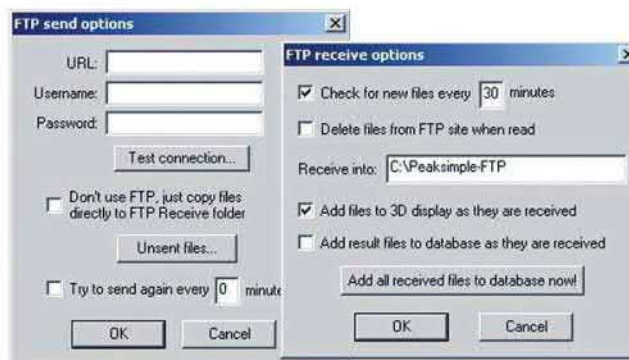 FTP send options
URL:
Username:
Password:
Test connection...
Don't use FTP, just copy files
directly to FTP Receive folder
Unsent files...
Try to send again every 0
OK Cancel
FTP receive options
Check for new files every 30 minutes
Delete files from FTP site when read
Receive into: C:\Peaksimple-FTP
Add files to 3D display as they are received
Add result files to database as they are received
Add all received files to database now!
OK Cancel